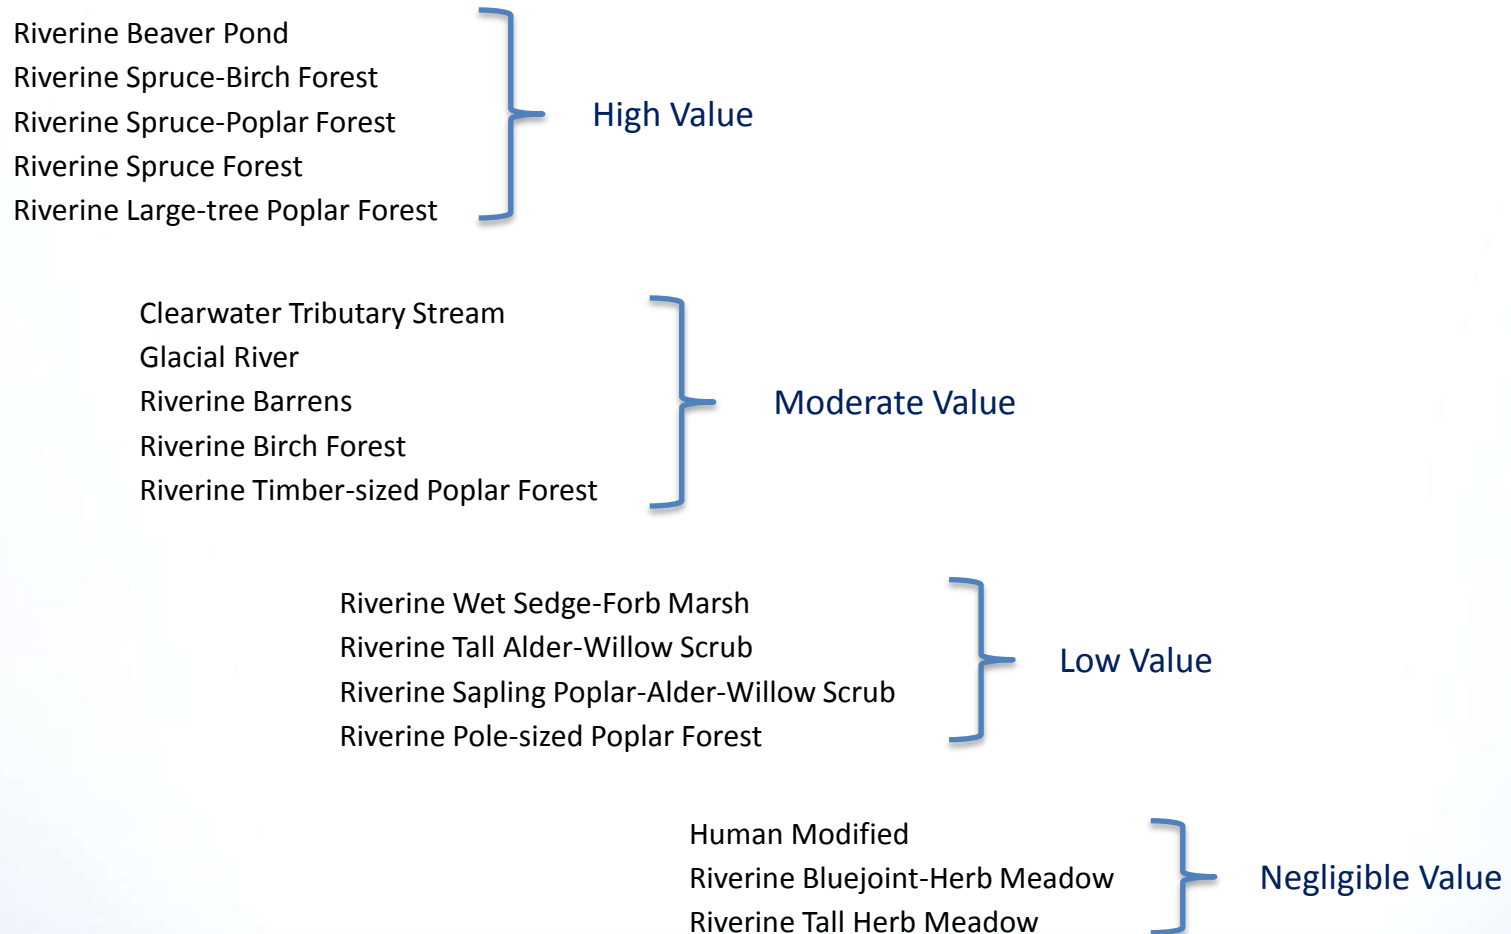 Riverine Beaver Pond
Riverine Spruce-Birch Forest
Riverine Spruce-Poplar Forest
Riverine Spruce Forest
Riverine Large-tree Poplar Forest
High Value
Clearwater Tributary Stream
Glacial River
Riverine Barrens
Riverine Birch Forest
Riverine Timber-sized Poplar Forest
Moderate Value
Riverine Wet Sedge-Forb Marsh
Riverine Tall Alder-Willow Scrub
Riverine Sapling Poplar-Alder-Willow Scrub
Riverine Pole-sized Poplar Forest
Low Value
Human Modified
Riverine Bluejoint-Herb Meadow
Riverine Tall Herb Meadow
Negligible Value